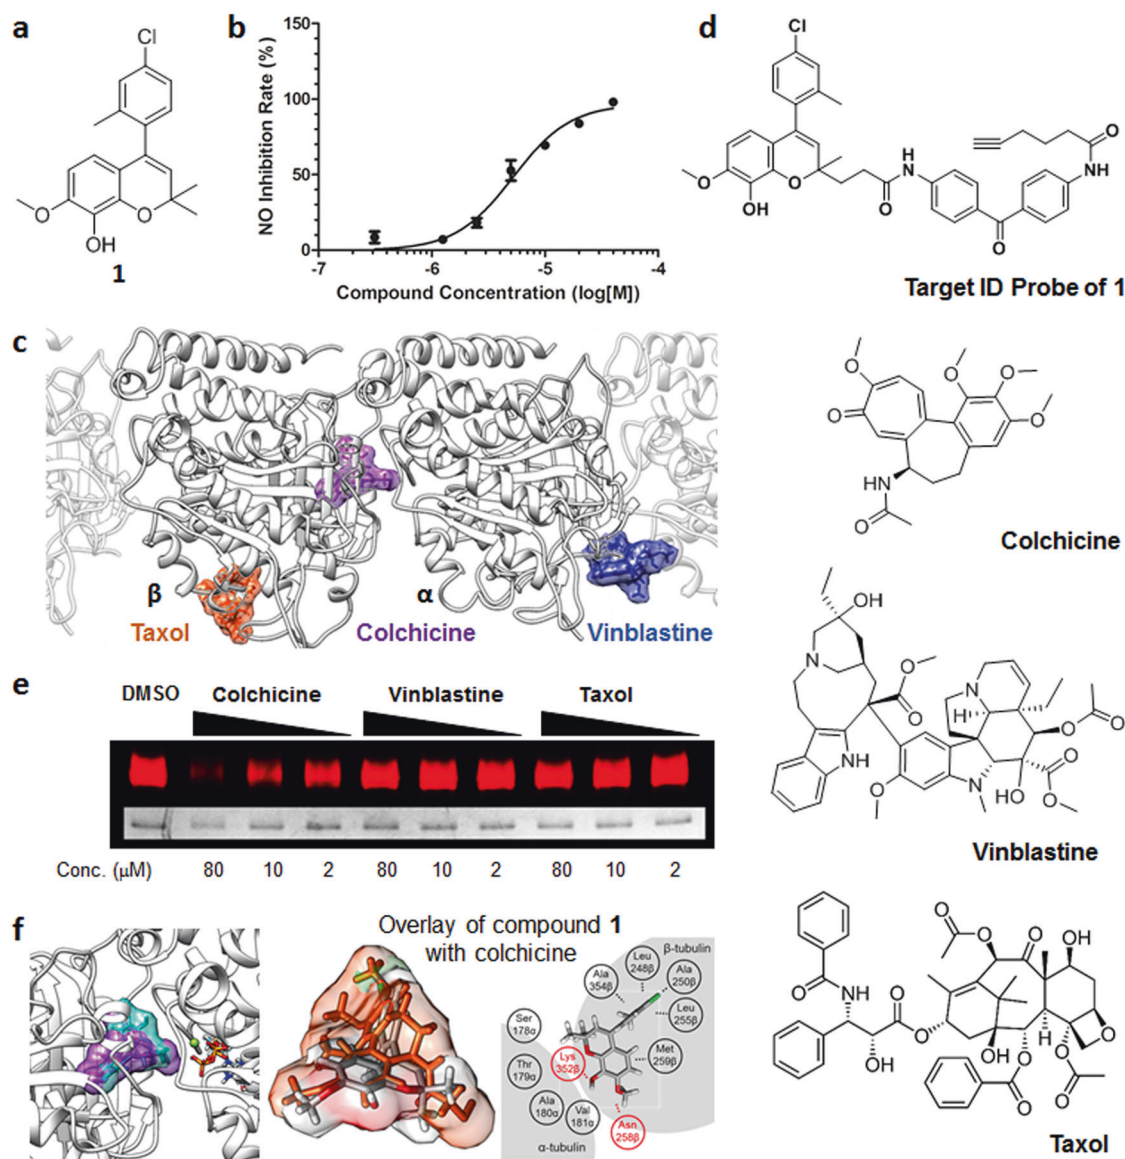 a
Cl
O
O
OH
1
b
NO Inhibition Rate (%)
150
100
50
0
-7
-6
-5
-4
Compound Concentration (log[M])
d
Cl
O
OH
O
H
N
O
O
O
NH
Target ID Probe of 1
c
β
α
Taxol
Colchicine
Vinblastine
O
O
O
O
O
HN
O
Colchicine
e
DMSO
Colchicine
Vinblastine
Taxol
Conc. (μM)
80
10
2
80
10
2
80
10
2
OH
N
O
O
NH
O
N
H
N
O
O
HO
O
O
Vinblastine
f
Overlay of compound 1
with colchicine
β-tubulin
Leu
248β
Ala
354β
Ala
250β
Leu
255β
Ser
178α
Lys
352β
Met
259β
Thr
179α
Ala
180α
Val
181α
Asn
258β
α-tubulin
O
O
O
OH
O
NH
O
O
OH
HO
H
O
O
O
O
O
O
Taxol